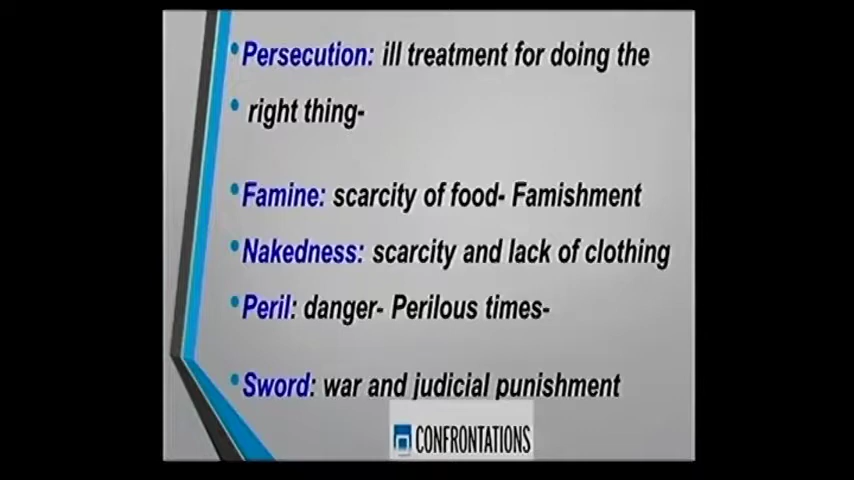 • Persecution: ill treatment for doing the
• right thing-
• Famine: scarcity of food- Famishment
• Nakedness: scarcity and lack of clothing
• Peril: danger- Perilous times-
• Sword: war and judicial punishment
CONFRONTATIONS